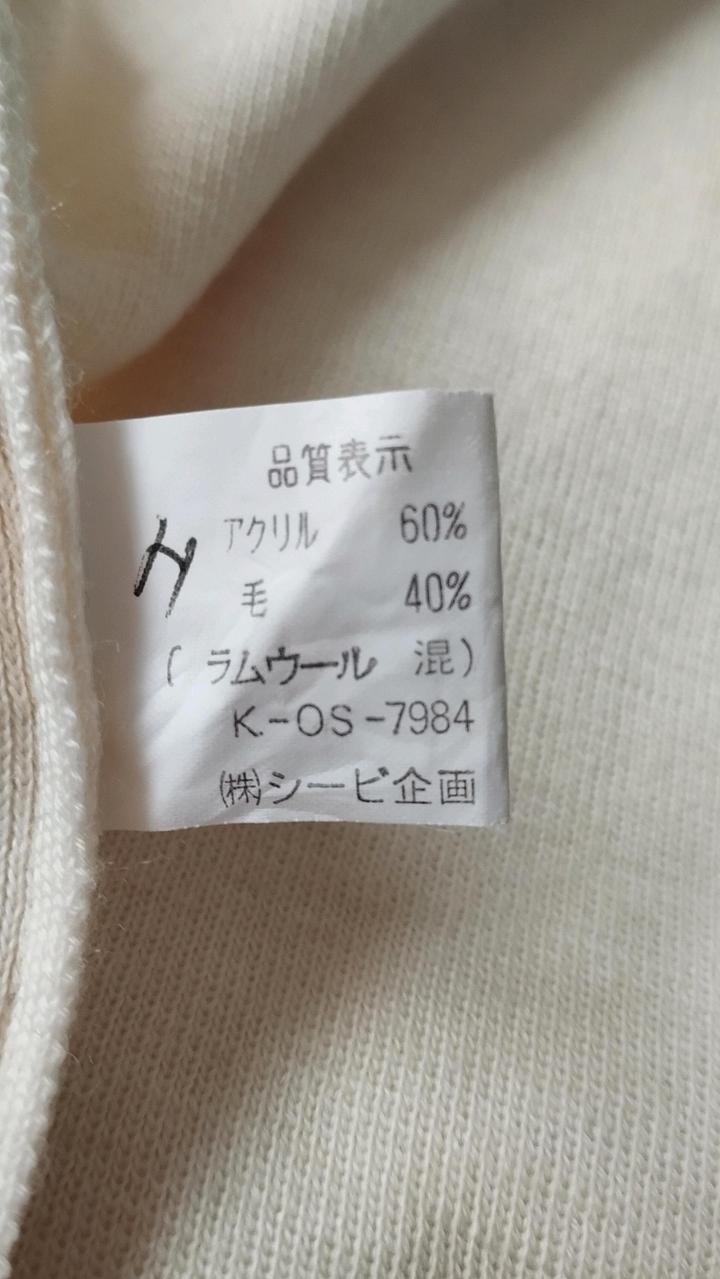 品質表示
アクリル 60%
毛 40%
(ラムウール 混)
K-OS-7984
㈱シービ企画